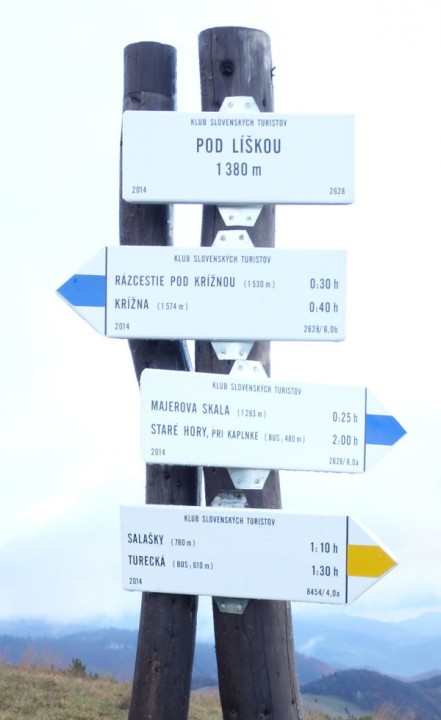 KLUB SLOVENSKÝCH TURISTOV
POD LÍŠKOU
1 380 m
2014 2628
KLUB SLOVENSKÝCH TURISTOV
RÁZCESTIE POD KRÍŽNOU (1 530 m) 0:30 h
KRÍŽNA (1 574 m) 0:40 h
2014 2628/6,0b
KLUB SLOVENSKÝCH TURISTOV
MAJEROVA SKALA (1 283 m) 0:25 h
STARÉ HORY, PRI KAPLNKE (BUS; 480 m) 2:00 h
2014 2628/6,0a
KLUB SLOVENSKÝCH TURISTOV
SALAŠKY (780 m) 1:10 h
TURECKÁ (BUS; 610 m) 1:30 h
2014 8454/4,0a